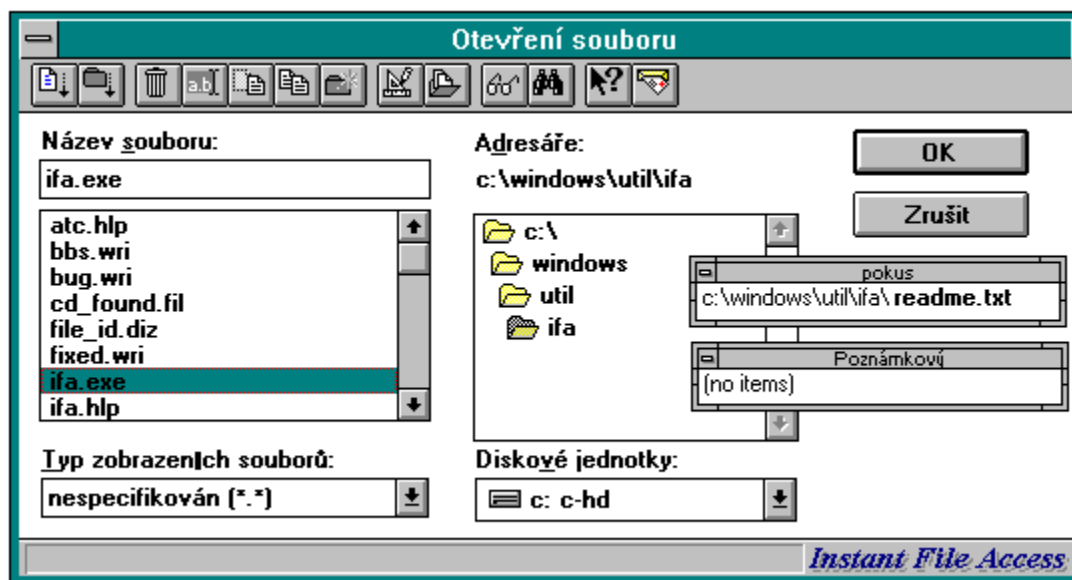 Otevření souboru
a.b
Název souboru:
ifa.exe
atc.hlp
bbs.wri
bug.wri
cd_found.fil
file_id.diz
fixed.wri
ifa.exe
ifa.hlp
Typ zobrazeních souborů:
nespecifikován (*.*)
Adresáře:
c:\windows\util\ifa
c:\
windows
util
ifa
Diskové jednotky:
c: c-hd
OK
Zrušit
pokus
c:\windows\util\ifa\readme.txt
Poznámkový
(no items)
Instant File Access